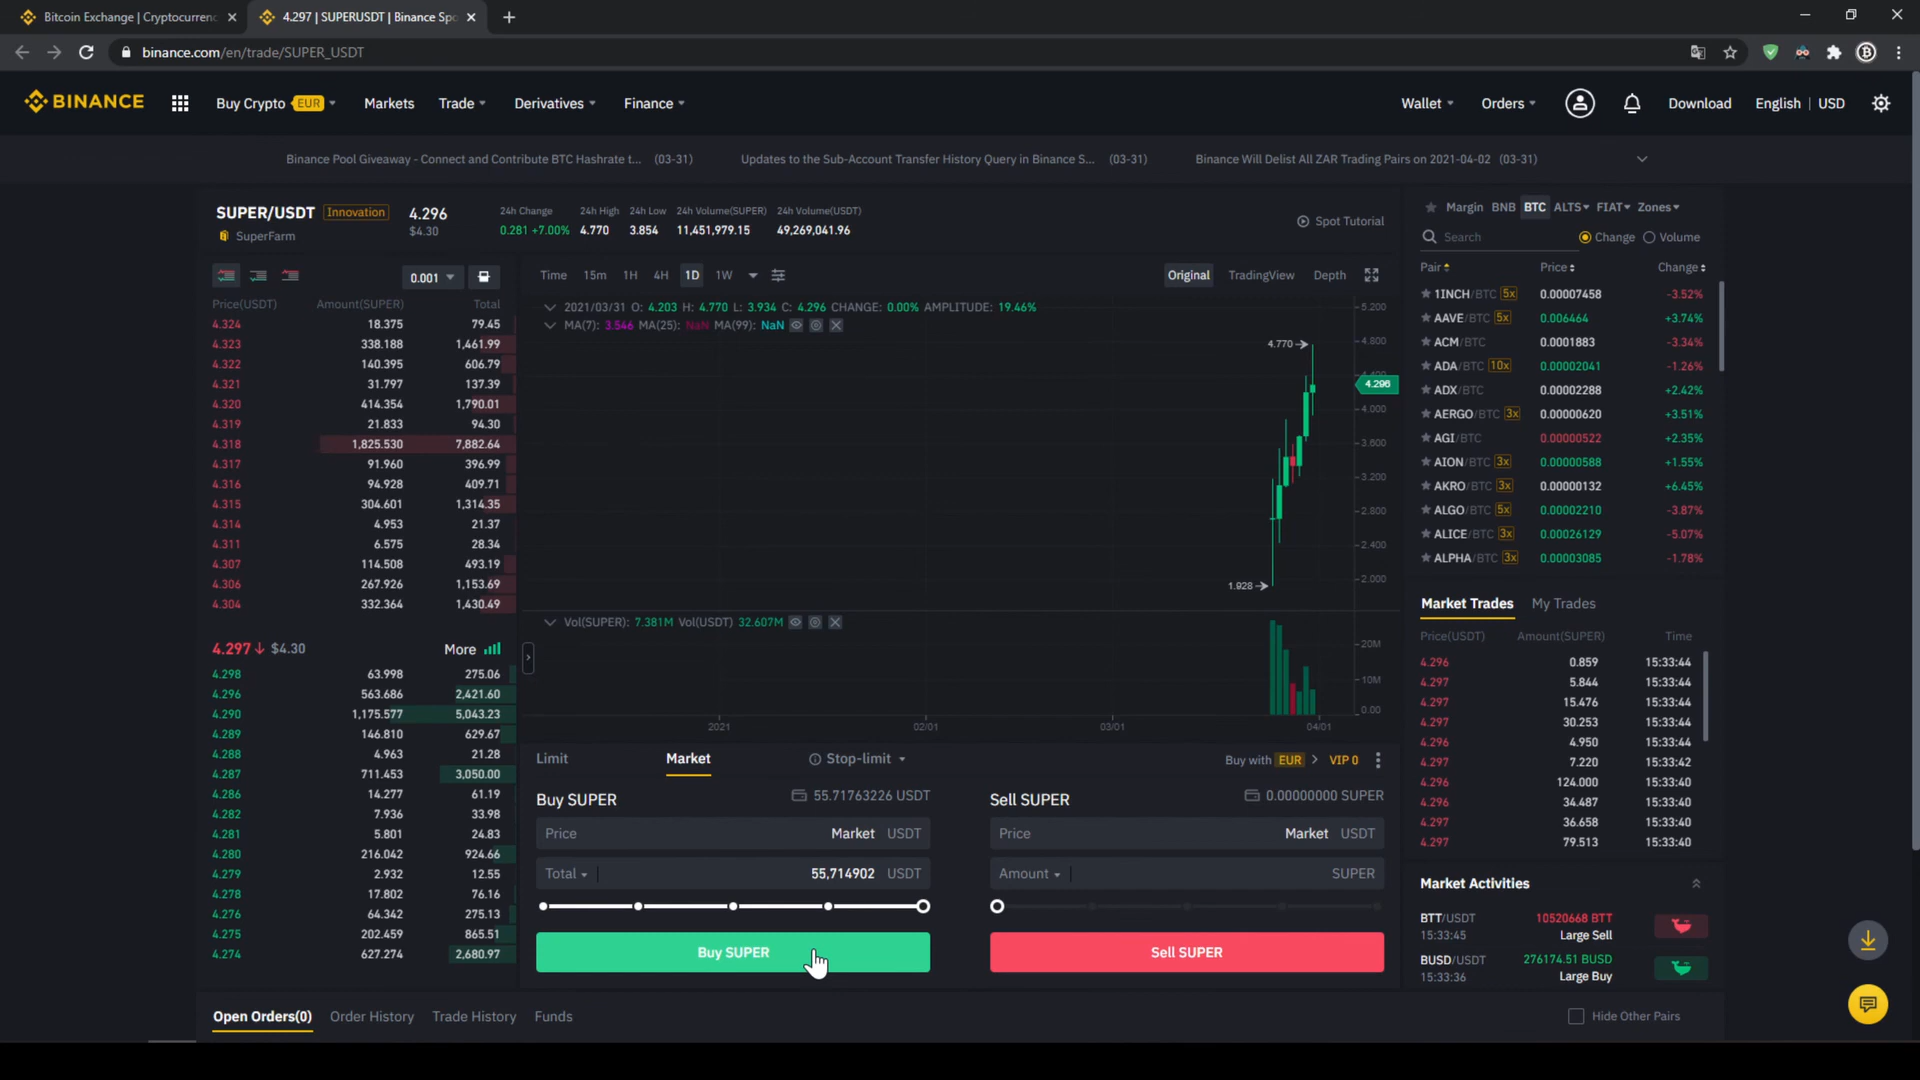 Bitcoin Exchange | Cryptocurrenc
4.297 | SUPERUSDT | Binance Spo
binance.com/en/trade/SUPER_USDT
BINANCE
Buy Crypto EUR
Markets
Trade
Derivatives
Finance
Wallet
Orders
Download
English | USD
Binance Pool Giveaway - Connect and Contribute BTC Hashrate t... (03-31)
Updates to the Sub-Account Transfer History Query in Binance S... (03-31)
Binance Will Delist All ZAR Trading Pairs on 2021-04-02 (03-31)
SUPER/USDT Innovation
SuperFarm
4.296
$4.30
24h Change
0.281 +7.00%
24h High
4.770
24h Low
3.854
24h Volume(SUPER)
11,451,979.15
24h Volume(USDT)
49,269,041.96
Spot Tutorial
0.001
Price(USDT) Amount(SUPER) Total
4.324 18.375 79.45
4.323 338.188 1,461.99
4.322 140.395 606.79
4.321 31.797 137.39
4.320 414.354 1,790.01
4.319 21.833 94.30
4.318 1,825.530 7,882.64
4.317 91.960 396.99
4.316 94.928 409.71
4.315 304.601 1,314.35
4.314 4.953 21.37
4.311 6.575 28.34
4.307 114.508 493.19
4.306 267.926 1,153.69
4.304 332.364 1,430.49
4.297↓ $4.30 More
4.298 63.998 275.06
4.296 563.686 2,421.60
4.290 1,175.577 5,043.23
4.289 146.810 629.67
4.288 4.963 21.28
4.287 711.453 3,050.00
4.286 14.277 61.19
4.282 7.936 33.98
4.281 5.801 24.83
4.280 216.042 924.66
4.279 2.932 12.55
4.278 17.802 76.16
4.276 64.342 275.13
4.275 202.459 865.51
4.274 627.274 2,680.97
Time 15m 1H 4H 1D 1W
Original TradingView Depth
2021/03/31 O: 4.203 H: 4.770 L: 3.934 C: 4.296 CHANGE: 0.00% AMPLITUDE: 19.46%
MA(7): 3.546 MA(25): NaN MA(99): NaN
5.200
4.800
4.770→
4.296
4.000
3.600
3.200
2.800
2.400
2.000
1.928→
Vol(SUPER): 7.381M Vol(USDT) 32.607M
20M
10M
0.00
2021 02/01 03/01 04/01
Limit Market Stop-limit
Buy with EUR > VIP 0
Buy SUPER 55.71763226 USDT
Price Market USDT
Total 55,714902 USDT
Buy SUPER
Sell SUPER 0.00000000 SUPER
Price Market USDT
Amount SUPER
Sell SUPER
Margin BNB BTC ALTS FIAT Zones
Search Change Volume
Pair Price Change
1INCH/BTC 5x 0.00007458 -3.52%
AAVE/BTC 5x 0.006464 +3.74%
ACM/BTC 0.0001883 -3.34%
ADA/BTC 10x 0.00002041 -1.26%
ADX/BTC 0.00002288 +2.42%
AERGO/BTC 3x 0.00000620 +3.51%
AGI/BTC 0.00000522 +2.35%
AION/BTC 3x 0.00000588 +1.55%
AKRO/BTC 3x 0.00000132 +6.45%
ALGO/BTC 5x 0.00002210 -3.87%
ALICE/BTC 3x 0.00026129 -5.07%
ALPHA/BTC 3x 0.00003085 -1.78%
Market Trades My Trades
Price(USDT) Amount(SUPER) Time
4.296 0.859 15:33:44
4.297 5.844 15:33:44
4.297 15.476 15:33:44
4.297 30.253 15:33:44
4.296 4.950 15:33:44
4.297 7.220 15:33:42
4.296 124.000 15:33:40
4.296 34.487 15:33:40
4.297 36.658 15:33:40
4.297 79.513 15:33:40
Market Activities
BTT/USDT 10520668 BTT
15:33:45 Large Sell
BUSD/USDT 276174.51 BUSD
15:33:36 Large Buy
Open Orders(0) Order History Trade History Funds
Hide Other Pairs